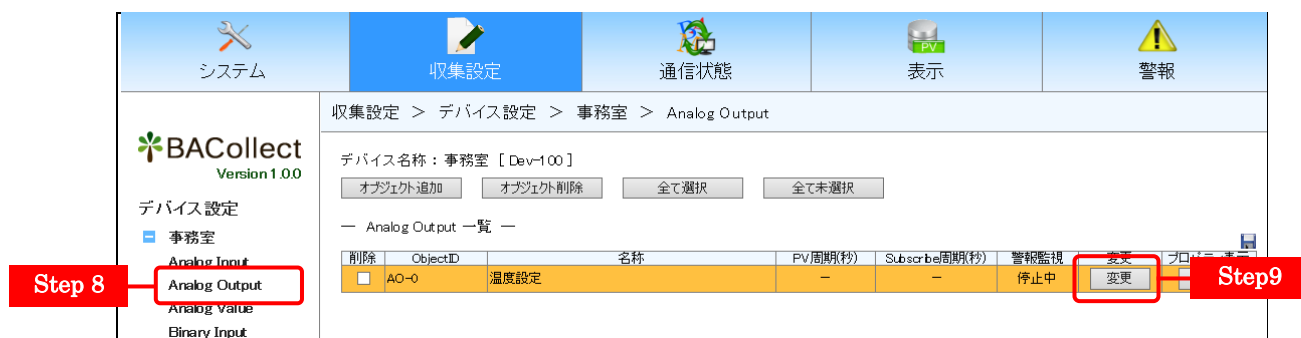 システム 収集設定 通信状態 PV 表示 警報
収集設定 ＞ デバイス設定 ＞ 事務室 ＞ Analog Output
BACollect
Version 1.0.0
デバイス名称：事務室 [ Dev-100 ]
オブジェクト追加 オブジェクト削除 全て選択 全て未選択
デバイス設定
事務室
― Analog Output 一覧 ―
Analog Input
削除 ObjectID 名称 PV周期(秒) Subscribe周期(秒) 警報監視 変更 プロパティ表示
Step 8
Analog Output
AO-0 温度設定 － － 停止中 変更
Step9
Analog Value
Binary Input